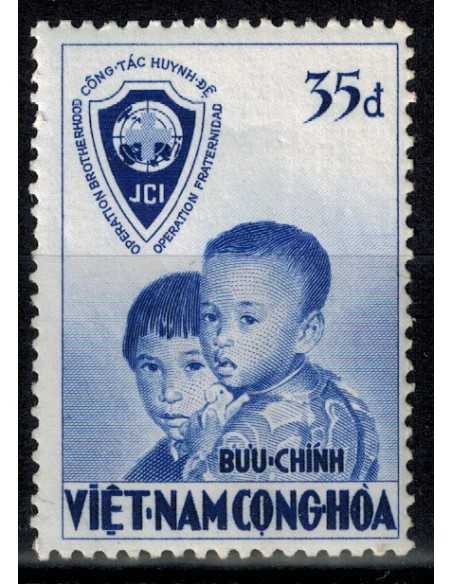 CÔNG·TÁC HUYNH·ĐỆ
OPERATION BROTHERHOOD
OPERATION FRATERNIDAD
JCI
35đ
BƯU·CHÍNH
VIỆT·NAM CỘNG·HÒA